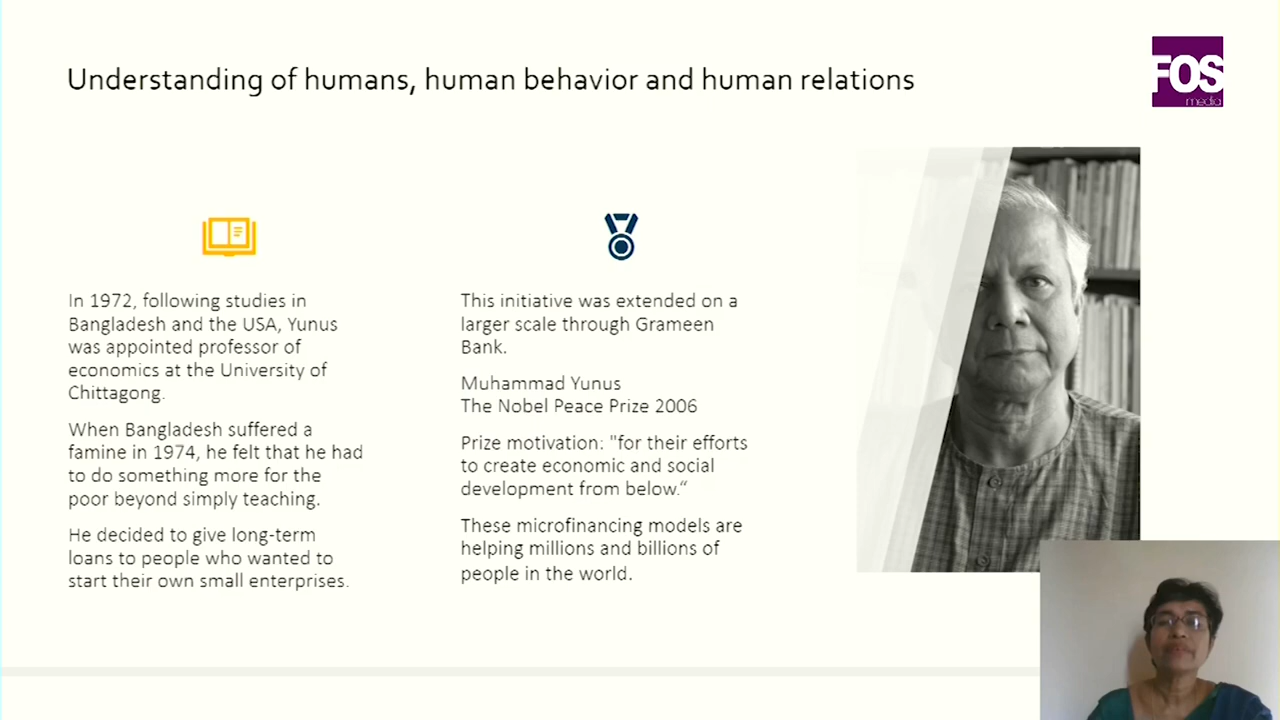 Understanding of humans, human behavior and human relations
FOS
media
In 1972, following studies in
Bangladesh and the USA, Yunus
was appointed professor of
economics at the University of
Chittagong.
When Bangladesh suffered a
famine in 1974, he felt that he had
to do something more for the
poor beyond simply teaching.
He decided to give long-term
loans to people who wanted to
start their own small enterprises.
This initiative was extended on a
larger scale through Grameen
Bank.
Muhammad Yunus
The Nobel Peace Prize 2006
Prize motivation: "for their efforts
to create economic and social
development from below.“
These microfinancing models are
helping millions and billions of
people in the world.